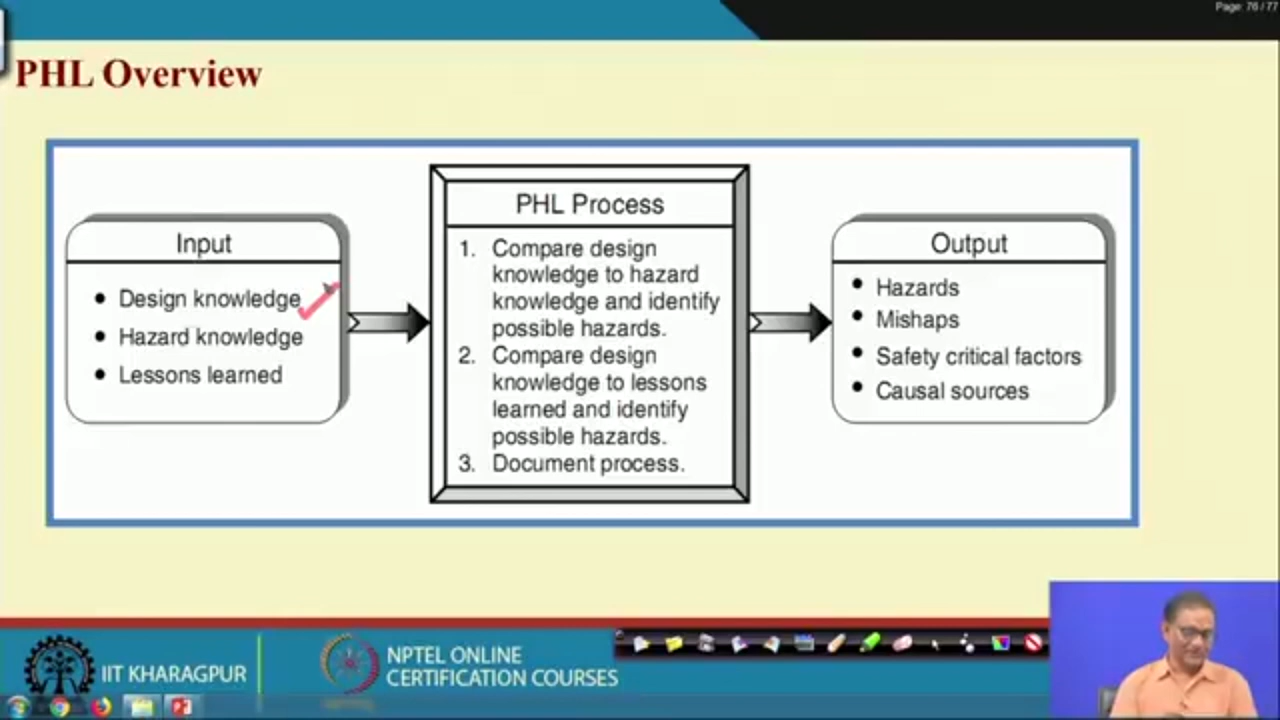 Page: 76 / 77
PHL Overview
Input
• Design knowledge
• Hazard knowledge
• Lessons learned
PHL Process
1. Compare design
knowledge to hazard
knowledge and identify
possible hazards.
2. Compare design
knowledge to lessons
learned and identify
possible hazards.
3. Document process.
Output
• Hazards
• Mishaps
• Safety critical factors
• Causal sources
IIT KHARAGPUR
NPTEL ONLINE
CERTIFICATION COURSES